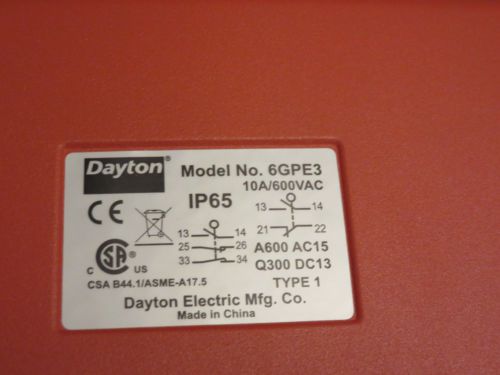 Dayton® Model No. 6GPE3
10A/600VAC
CE IP65
13 14
13 14
21 22
25 26
33 34
A600 AC15
Q300 DC13
C SA US
CSA B44.1/ASME-A17.5 TYPE 1
Dayton Electric Mfg. Co.
Made in China